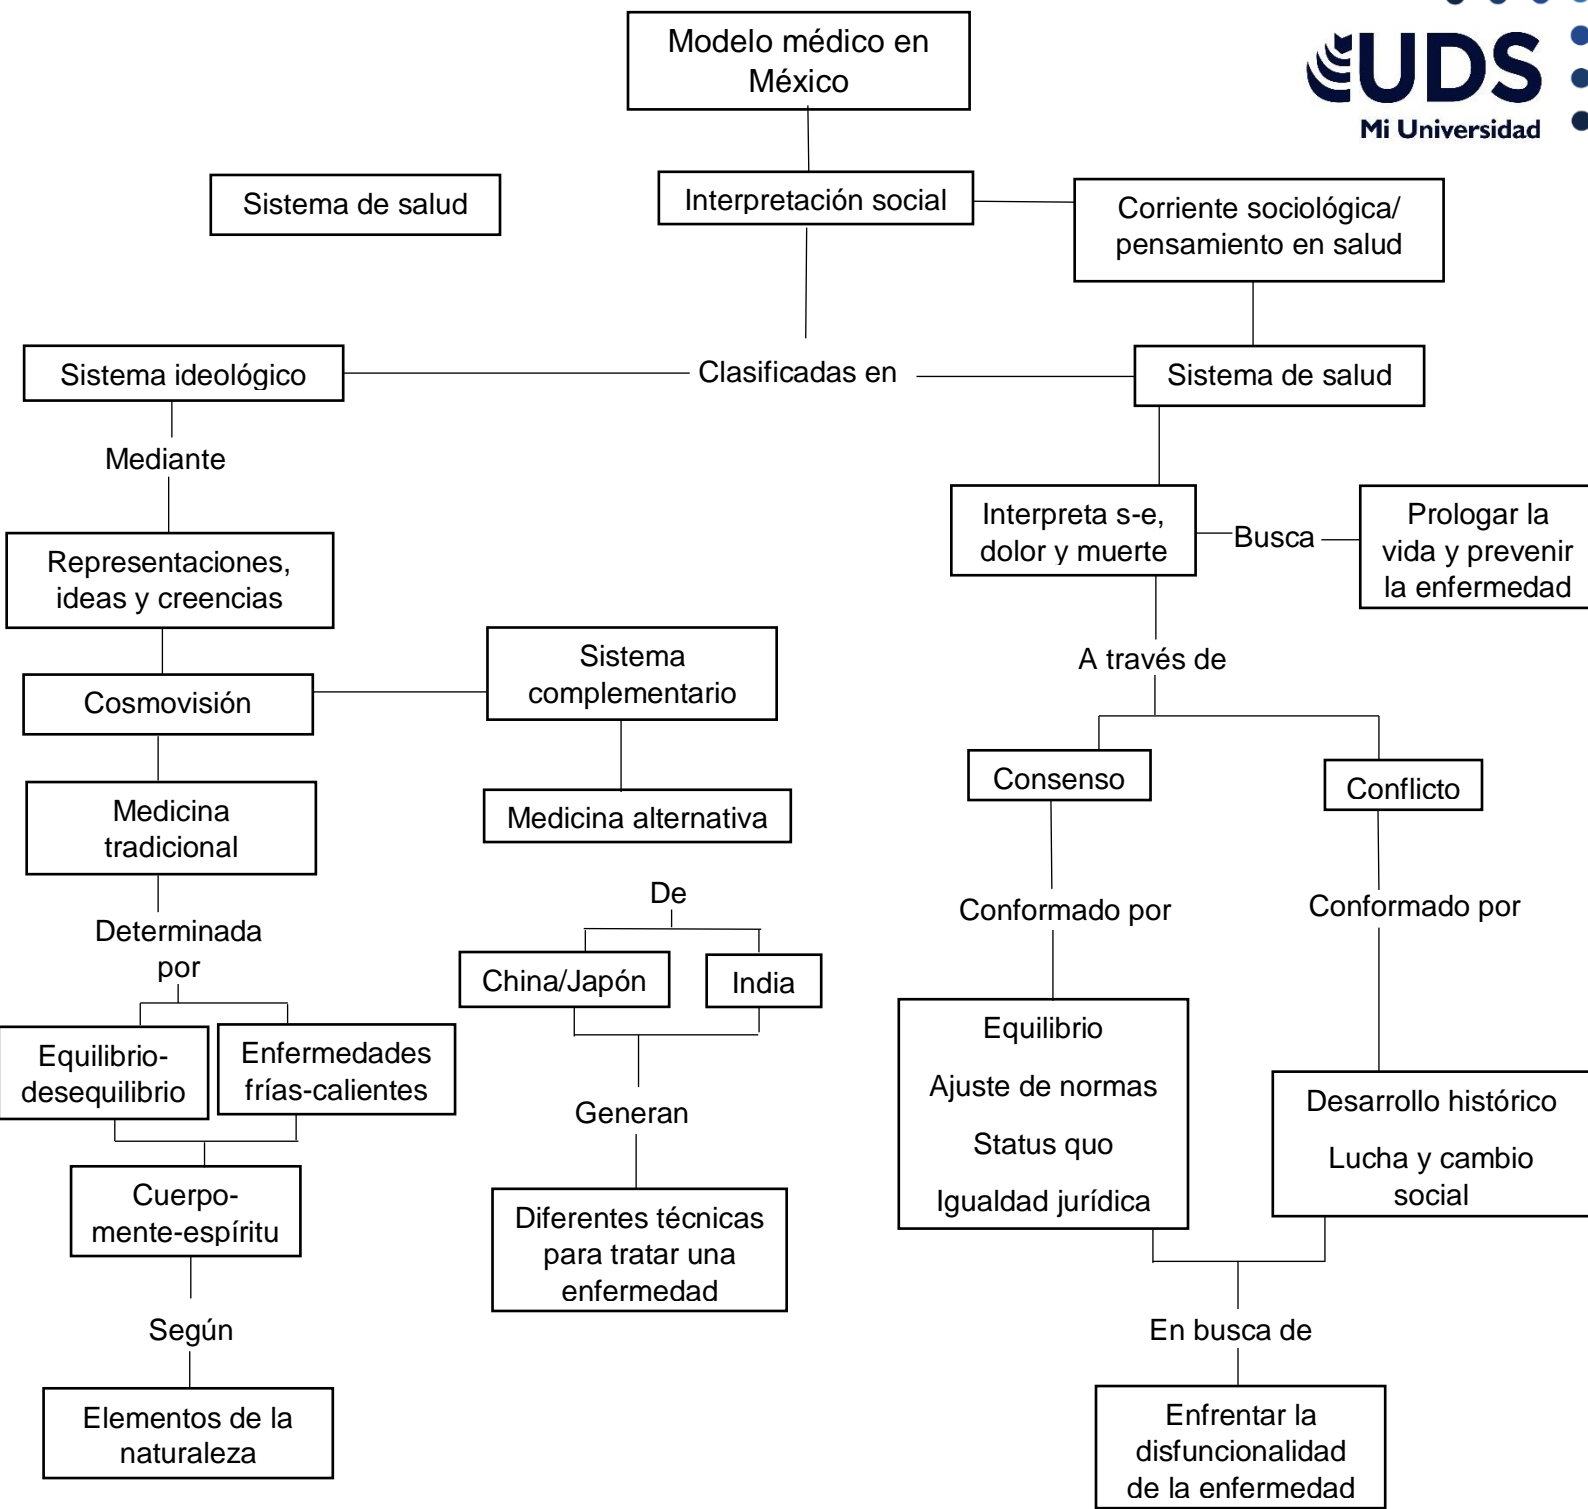 Modelo médico en
México
UDS
Mi Universidad
Sistema de salud
Interpretación social
Corriente sociológica/
pensamiento en salud
Sistema ideológico
Clasificadas en
Sistema de salud
Mediante
Representaciones,
ideas y creencias
Interpreta s-e,
dolor y muerte
Busca
Prologar la
vida y prevenir
la enfermedad
Cosmovisión
Sistema
complementario
A través de
Medicina
tradicional
Medicina alternativa
Consenso
Conflicto
Determinada
por
De
Conformado por
Conformado por
China/Japón
India
Equilibrio-
desequilibrio
Enfermedades
frías-calientes
Generan
Equilibrio
Ajuste de normas
Status quo
Igualdad jurídica
Desarrollo histórico
Lucha y cambio
social
Cuerpo-
mente-espíritu
Diferentes técnicas
para tratar una
enfermedad
Según
En busca de
Elementos de la
naturaleza
Enfrentar la
disfuncionalidad
de la enfermedad